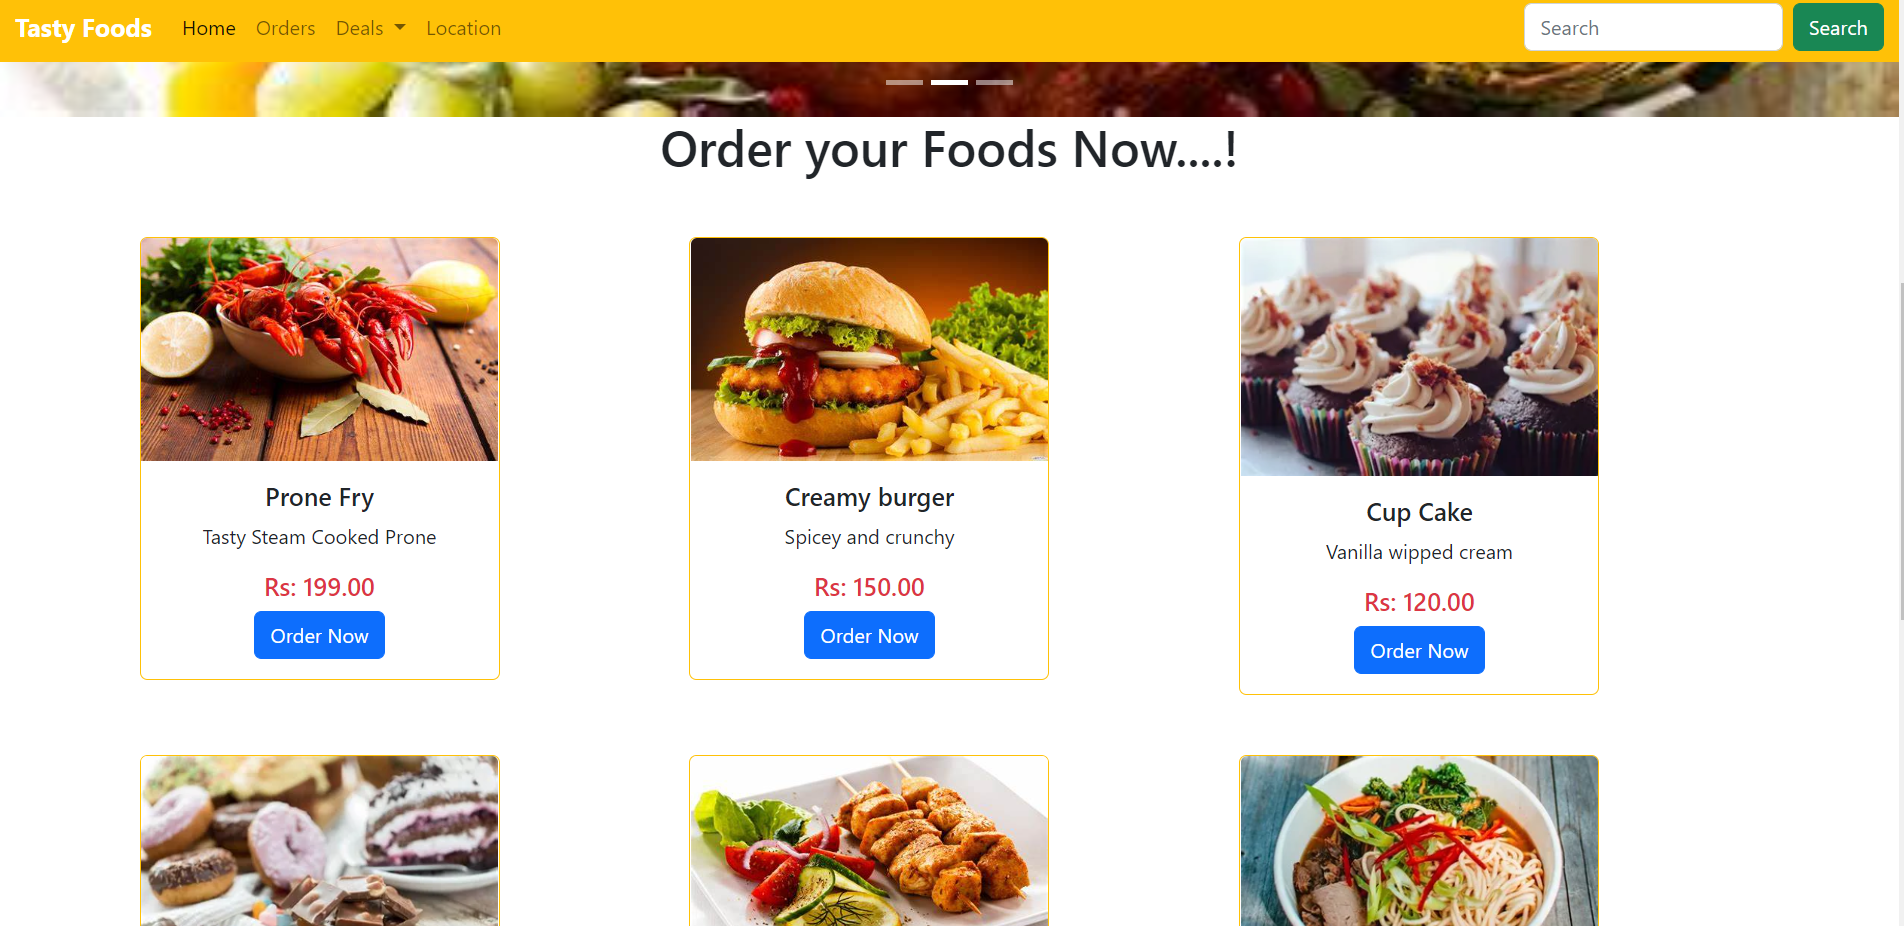 Tasty Foods Home Orders Deals Location Search Search
Order your Foods Now....!
Prone Fry
Tasty Steam Cooked Prone
Rs: 199.00
Order Now
Creamy burger
Spicey and crunchy
Rs: 150.00
Order Now
Cup Cake
Vanilla wipped cream
Rs: 120.00
Order Now